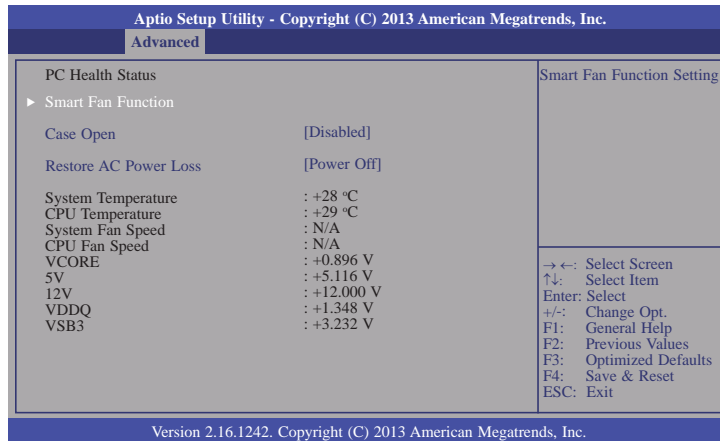 Aptio Setup Utility - Copyright (C) 2013 American Megatrends, Inc.
Advanced
PC Health Status
► Smart Fan Function
Case Open [Disabled]
Restore AC Power Loss [Power Off]
System Temperature : +28 °C
CPU Temperature : +29 °C
System Fan Speed : N/A
CPU Fan Speed : N/A
VCORE : +0.896 V
5V : +5.116 V
12V : +12.000 V
VDDQ : +1.348 V
VSB3 : +3.232 V
Smart Fan Function Setting
→←: Select Screen
↑↓: Select Item
Enter: Select
+/-: Change Opt.
F1: General Help
F2: Previous Values
F3: Optimized Defaults
F4: Save & Reset
ESC: Exit
Version 2.16.1242. Copyright (C) 2013 American Megatrends, Inc.